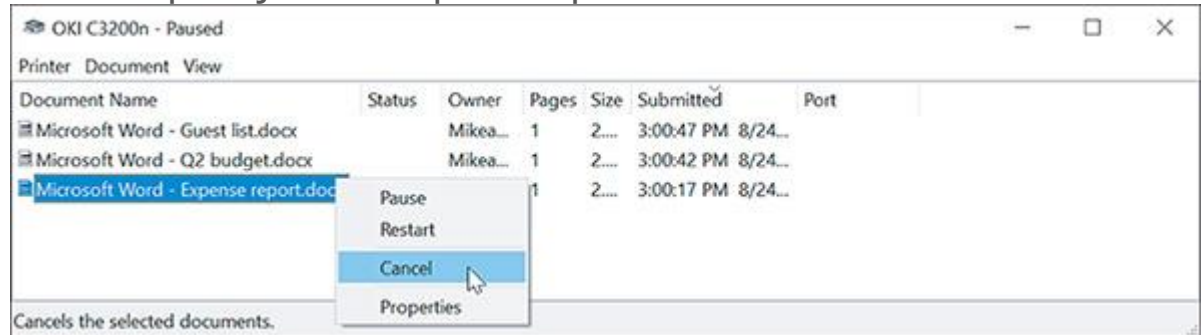 OKI C3200n - Paused
Printer Document View
Document Name Status Owner Pages Size Submitted Port
Microsoft Word - Guest list.docx Mikea... 1 2.... 3:00:47 PM 8/24...
Microsoft Word - Q2 budget.docx Mikea... 1 2.... 3:00:42 PM 8/24...
Microsoft Word - Expense report.doc 1 2.... 3:00:17 PM 8/24...
Pause
Restart
Cancel
Properties
Cancels the selected documents.